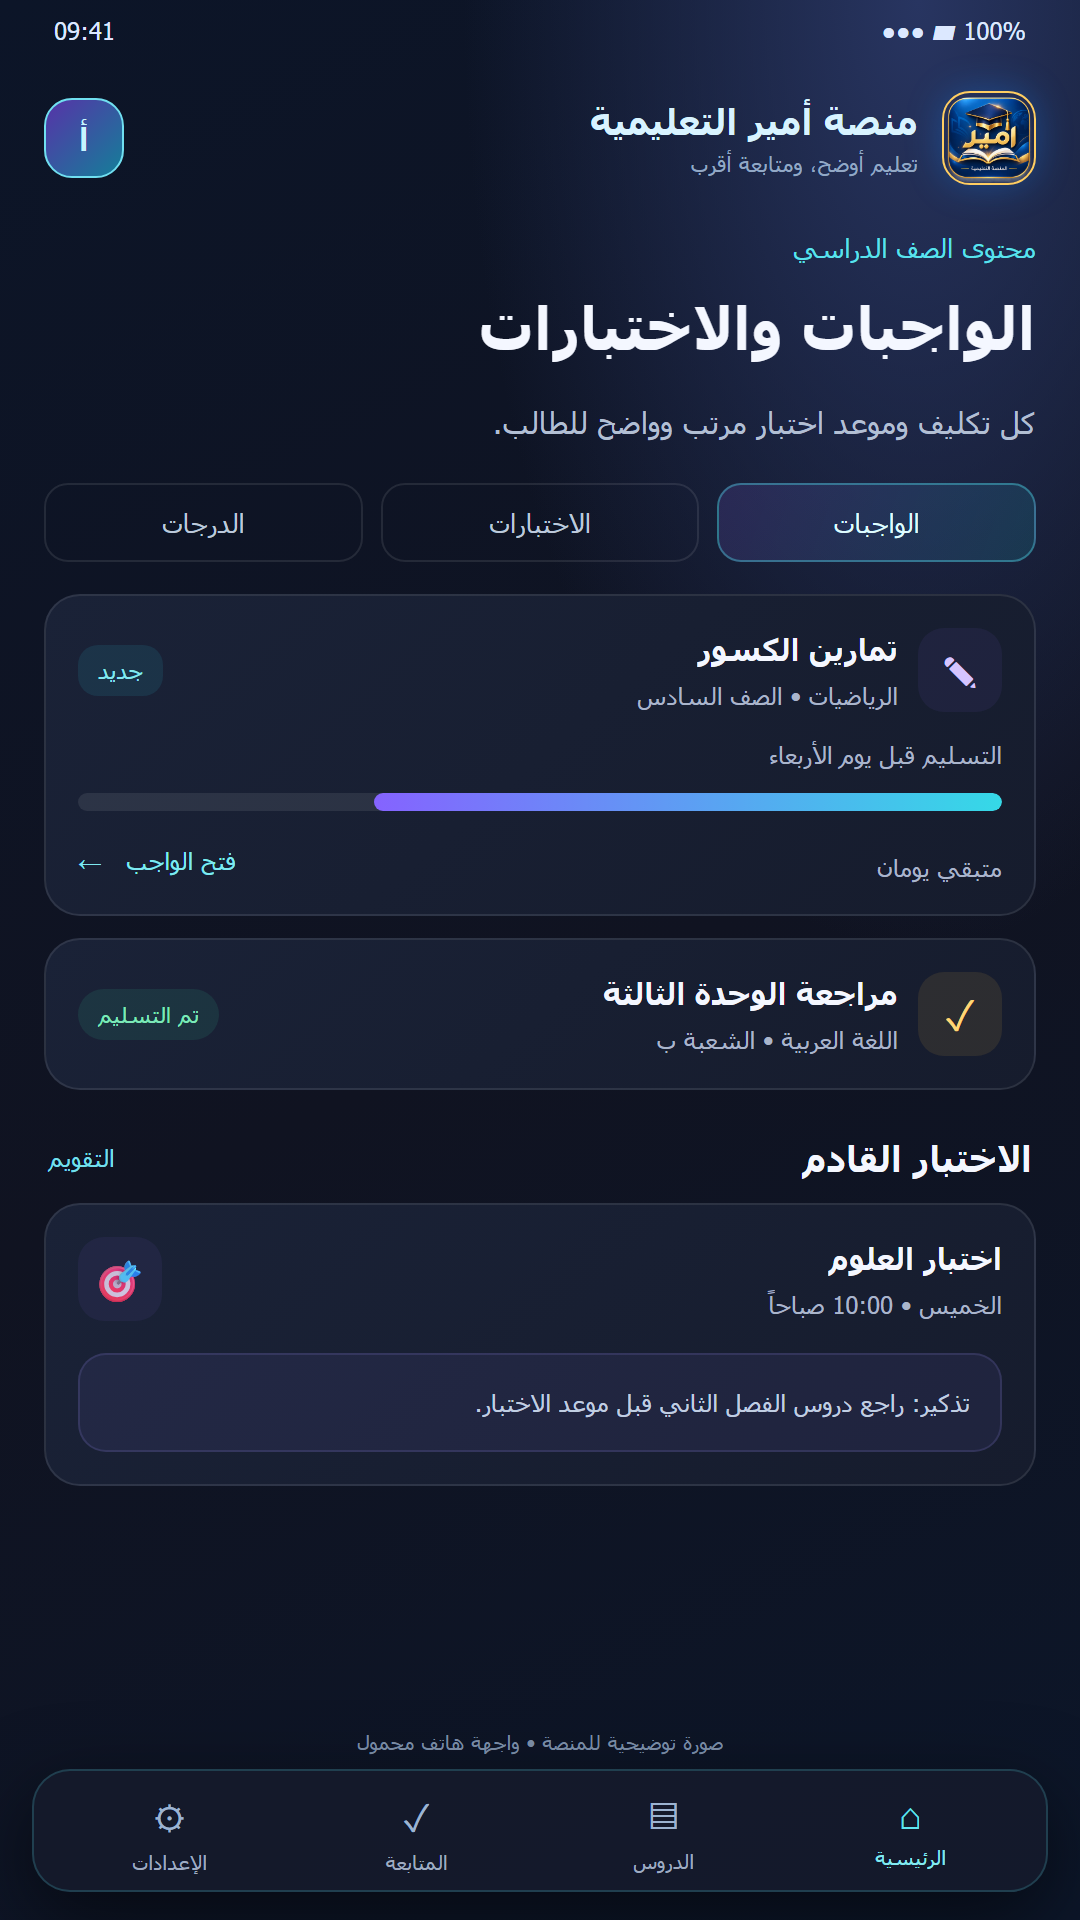 09:41
100%
منصة أمير التعليمية
تعليم أوضح، ومتابعة أقرب
أ
أمير
محتوى الصف الدراسي
الواجبات والاختبارات
كل تكليف وموعد اختبار مرتب وواضح للطالب.
الواجبات
الاختبارات
الدرجات
تمارين الكسور
الرياضيات • الصف السادس
جديد
التسليم قبل يوم الأربعاء
متبقي يومان
فتح الواجب ←
مراجعة الوحدة الثالثة
اللغة العربية • الشعبة ب
تم التسليم
الاختبار القادم
التقويم
اختبار العلوم
الخميس • 10:00 صباحاً
تذكير: راجع دروس الفصل الثاني قبل موعد الاختبار.
صورة توضيحية للمنصة • واجهة هاتف محمول
الرئيسية
الدروس
المتابعة
الإعدادات